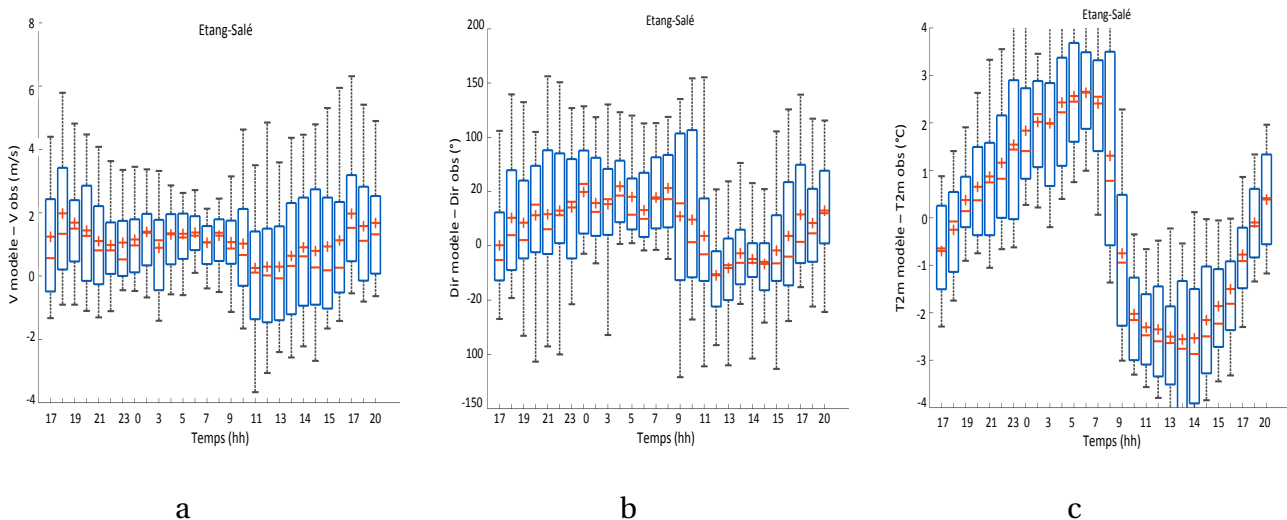 Etang-Salé
V modèle – V obs (m/s)
8
6
4
2
0
-2
-4
17 19 21 23 0 3 5 7 9 11 13 14 15 17 20
Temps (hh)
a
Etang-Salé
Dir modèle – Dir obs (°)
200
150
100
20
0
-20
100
-150
17 19 21 23 0 3 5 7 9 11 12 14 15 17 20
Temps (hh)
b
Etang-Salé
T2m modèle – T2m obs (°C)
4
3
2
1
0
-1
-2
-3
-4
17 19 21 23 0 3 5 7 9 11 13 14 15 17 20
Temps (hh)
c